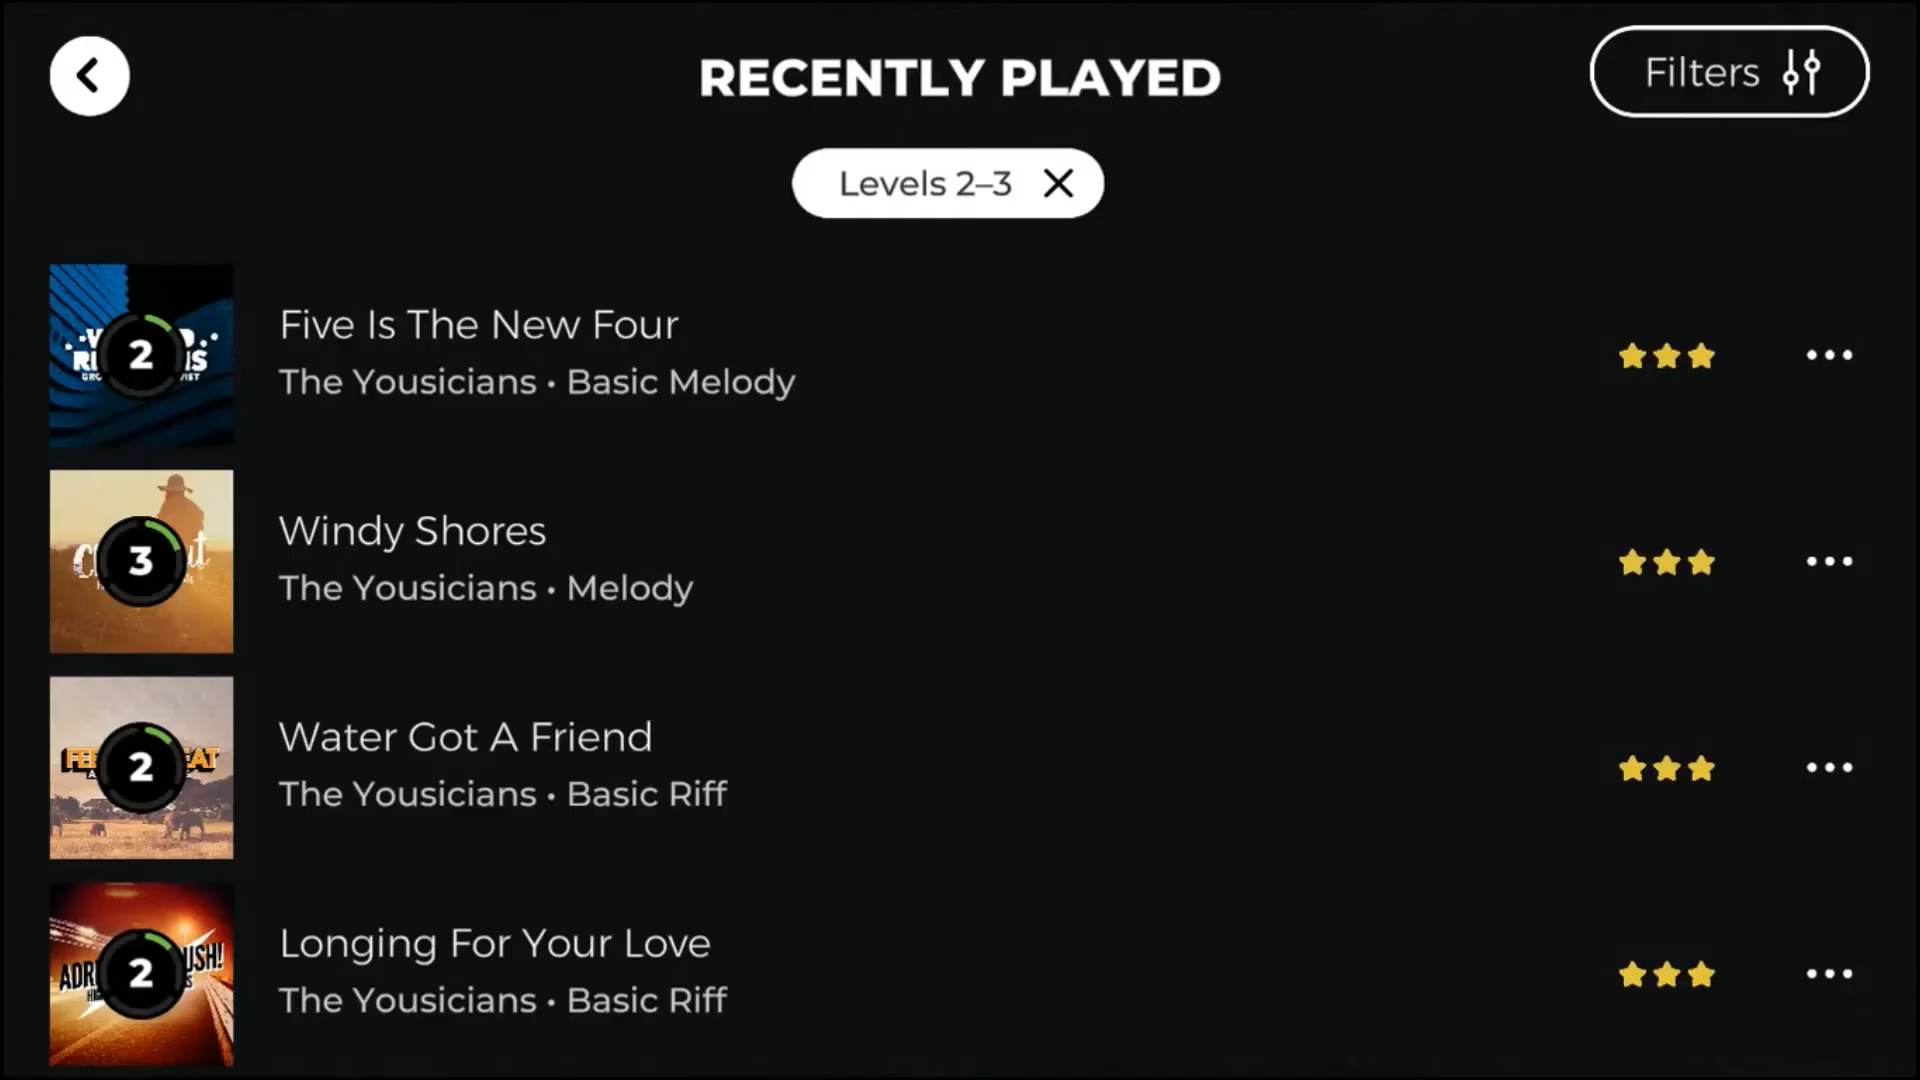 RECENTLY PLAYED
Filters
Levels 2–3
2
Five Is The New Four
The Yousicians • Basic Melody
3
Windy Shores
The Yousicians • Melody
2
Water Got A Friend
The Yousicians • Basic Riff
2
Longing For Your Love
The Yousicians • Basic Riff